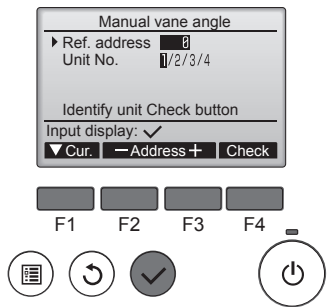 Manual vane angle
Ref. address 0
Unit No. 1/2/3/4
Identify unit Check button
Input display: ✓
▼ Cur. − Address + Check
F1 F2 F3 F4